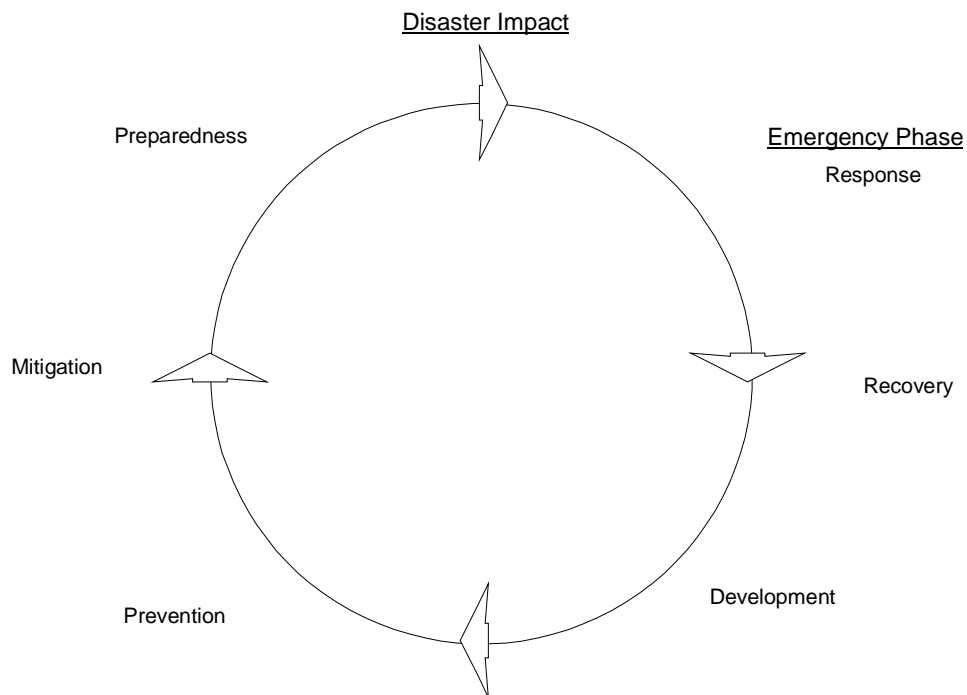 Disaster Impact
Preparedness
Emergency Phase
Response
Mitigation
Recovery
Prevention
Development